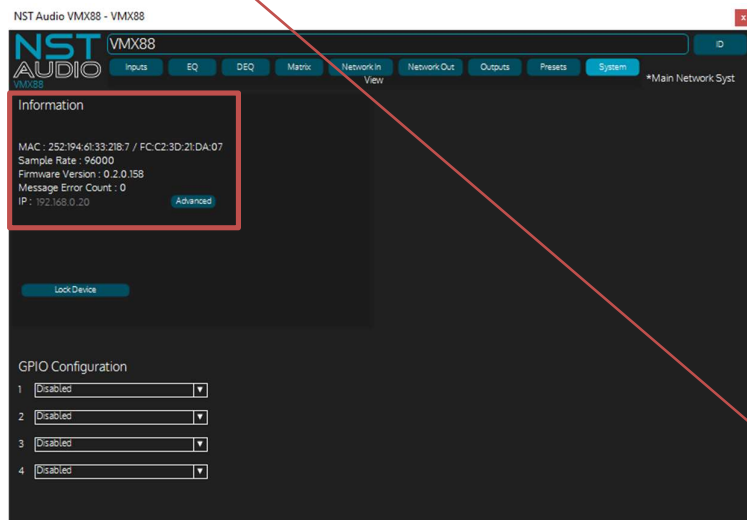 NST Audio VMX88 - VMX88
x
NST
AUDIO
VMX88
VMX88
ID
Inputs EQ DEQ Matrix Network In Network Out Outputs Presets System
View
*Main Network Syst
Information
MAC : 252:194:61:33:218:7 / FC:C2:3D:21:DA:07
Sample Rate : 96000
Firmware Version : 0.2.0.158
Message Error Count : 0
IP : 192.168.0.20 Advanced
Lock Device
GPIO Configuration
1 Disabled
2 Disabled
3 Disabled
4 Disabled